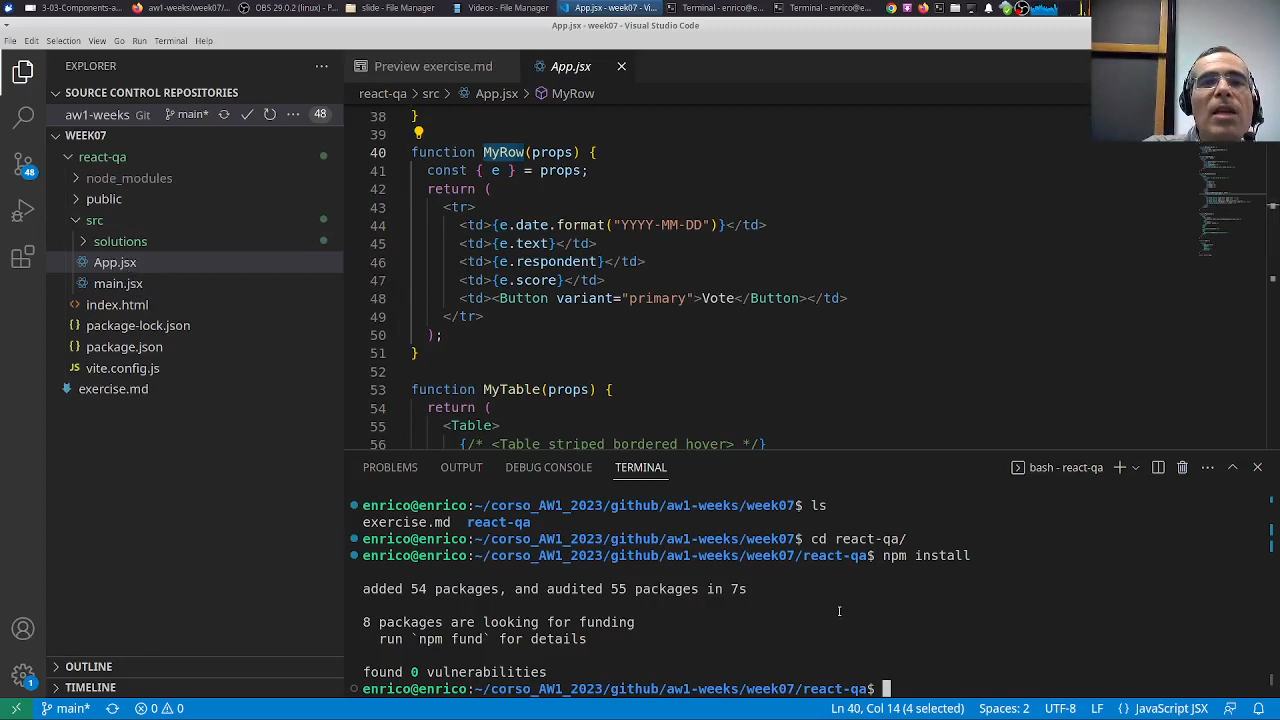 3-03-Components-a...
aw1-weeks/week07...
OBS 29.0.2 (linux) - P...
slide - File Manager
Videos - File Manager
App.jsx - week07 - Vi...
Terminal - enrico@e...
Terminal - enrico@e...
App.jsx - week07 - Visual Studio Code
File Edit Selection View Go Run Terminal Help
EXPLORER
Preview exercise.md
App.jsx
SOURCE CONTROL REPOSITORIES
react-qa > src > App.jsx > MyRow
aw1-weeks Git main* 48
WEEK07
react-qa
node_modules
public
src
solutions
App.jsx
main.jsx
index.html
package-lock.json
package.json
vite.config.js
exercise.md
48
38 }
39
40 function MyRow(props) {
41 const { e } = props;
42 return (
43 <tr>
44 <td>{e.date.format("YYYY-MM-DD")}</td>
45 <td>{e.text}</td>
46 <td>{e.respondent}</td>
47 <td>{e.score}</td>
48 <td><Button variant="primary">Vote</Button></td>
49 </tr>
50 );
51 }
52
53 function MyTable(props) {
54 return (
55 <Table>
56 {/* <Table striped bordered hover> */}
PROBLEMS OUTPUT DEBUG CONSOLE TERMINAL
bash - react-qa
enrico@enrico:~/corso_AW1_2023/github/aw1-weeks/week07$ ls
exercise.md react-qa
enrico@enrico:~/corso_AW1_2023/github/aw1-weeks/week07$ cd react-qa/
enrico@enrico:~/corso_AW1_2023/github/aw1-weeks/week07/react-qa$ npm install
added 54 packages, and audited 55 packages in 7s
8 packages are looking for funding
run `npm fund` for details
found 0 vulnerabilities
enrico@enrico:~/corso_AW1_2023/github/aw1-weeks/week07/react-qa$
OUTLINE
TIMELINE
1
main* 0 0
Ln 40, Col 14 (4 selected) Spaces: 2 UTF-8 LF {} JavaScript JSX